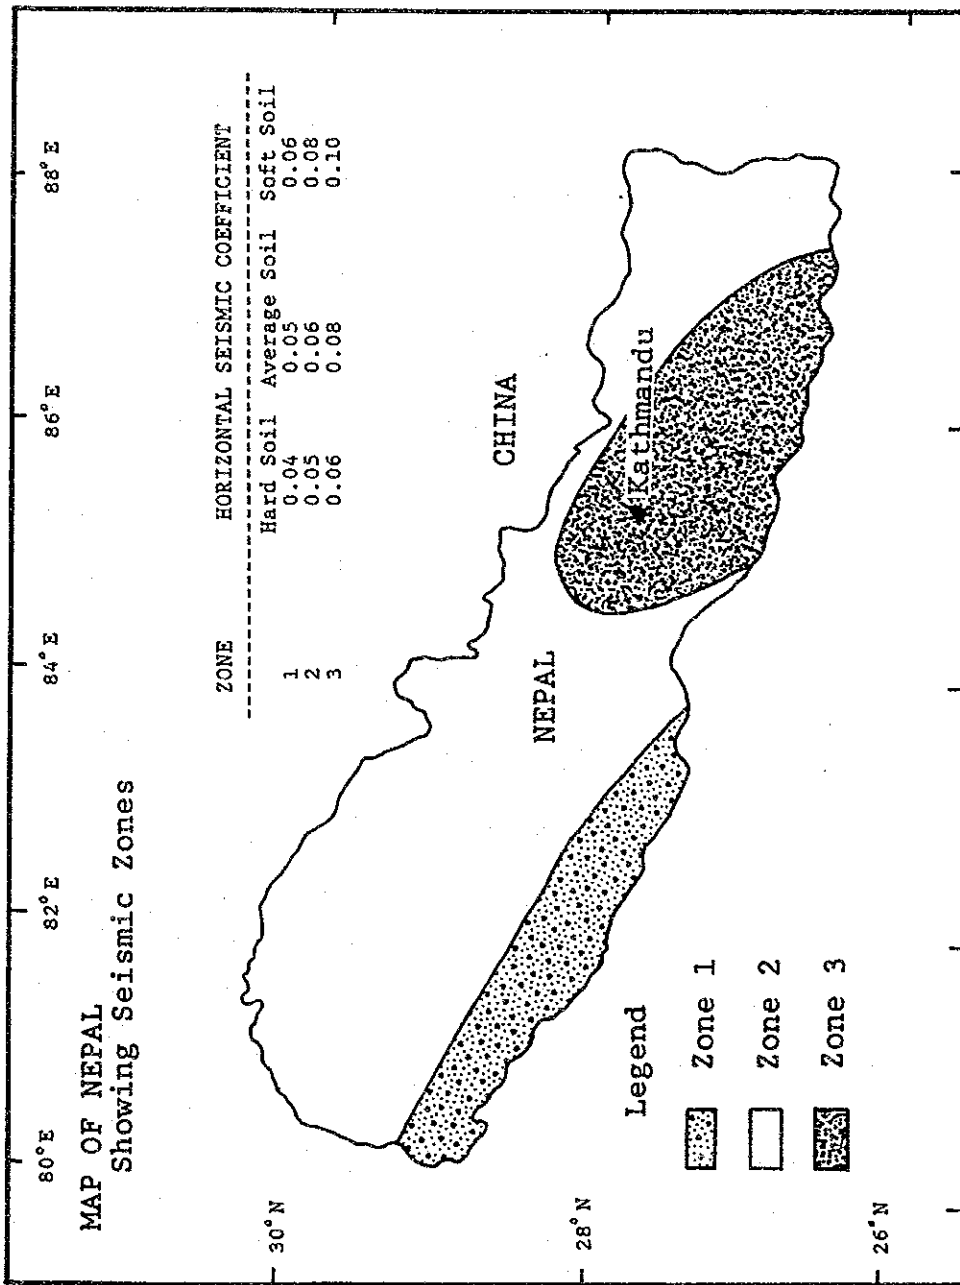 MAP OF NEPAL
Showing Seismic Zones
80°E 82°E 84°E 86°E 88°E
30°N
28°N
26°N
ZONE HORIZONTAL SEISMIC COEFFICIENT
Hard Soil Average Soil Soft Soil
1 0.04 0.05 0.06
2 0.05 0.06 0.08
3 0.06 0.08 0.10
CHINA
NEPAL
Kathmandu
Legend
Zone 1
Zone 2
Zone 3